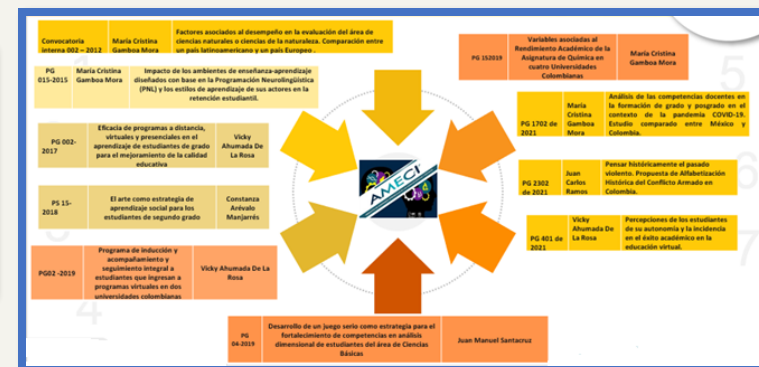 Convocatoria
interna 002 – 2012
María Cristina
Gamboa Mora
Factores asociados al desempeño en la evaluación del área de
ciencias naturales o ciencias de la naturaleza. Comparación entre
un país latinoamericano y un país Europeo .
PG
015-2015
María Cristina
Gamboa Mora
Impacto de los ambientes de enseñanza-aprendizaje
diseñados con base en la Programación Neurolingüística
(PNL) y los estilos de aprendizaje de sus actores en la
retención estudiantil.
PG 002-
2017
Eficacia de programas a distancia,
virtuales y presenciales en el
aprendizaje de estudiantes de grado
para el mejoramiento de la calidad
educativa
Vicky
Ahumada De
La Rosa
PS 15-
2018
El arte como estrategia de
aprendizaje social para los
estudiantes de segundo grado
Constanza
Arévalo
Manjarrés
PG02 -2019
Programa de inducción y
acompañamiento y
seguimiento integral a
estudiantes que ingresan a
programas virtuales en dos
universidades colombianas
Vicky Ahumada De La
Rosa
PG
04-2019
Desarrollo de un juego serio como estrategia para el
fortalecimiento de competencias en análisis
dimensional de estudiantes del área de Ciencias
Básicas
Juan Manuel Santacruz
AMECI
PG 152019
Variables asociadas al
Rendimiento Académico de la
Asignatura de Química en
cuatro Universidades
Colombianas
María Cristina
Gamboa Mora
PG 1702 de
2021
María
Cristina
Gamboa
Mora
Análisis de las competencias docentes en
la formación de grado y posgrado en el
contexto de la pandemia COVID-19.
Estudio comparado entre México y
Colombia.
PG 2302
de 2021
Juan
Carlos
Ramos
Pensar históricamente el pasado
violento. Propuesta de Alfabetización
Histórica del Conflicto Armado en
Colombia.
PG 401 de
2021
Vicky
Ahumada De
La Rosa
Percepciones de los estudiantes
de su autonomía y la incidencia
en el éxito académico en la
educación virtual.
4
5
6
7